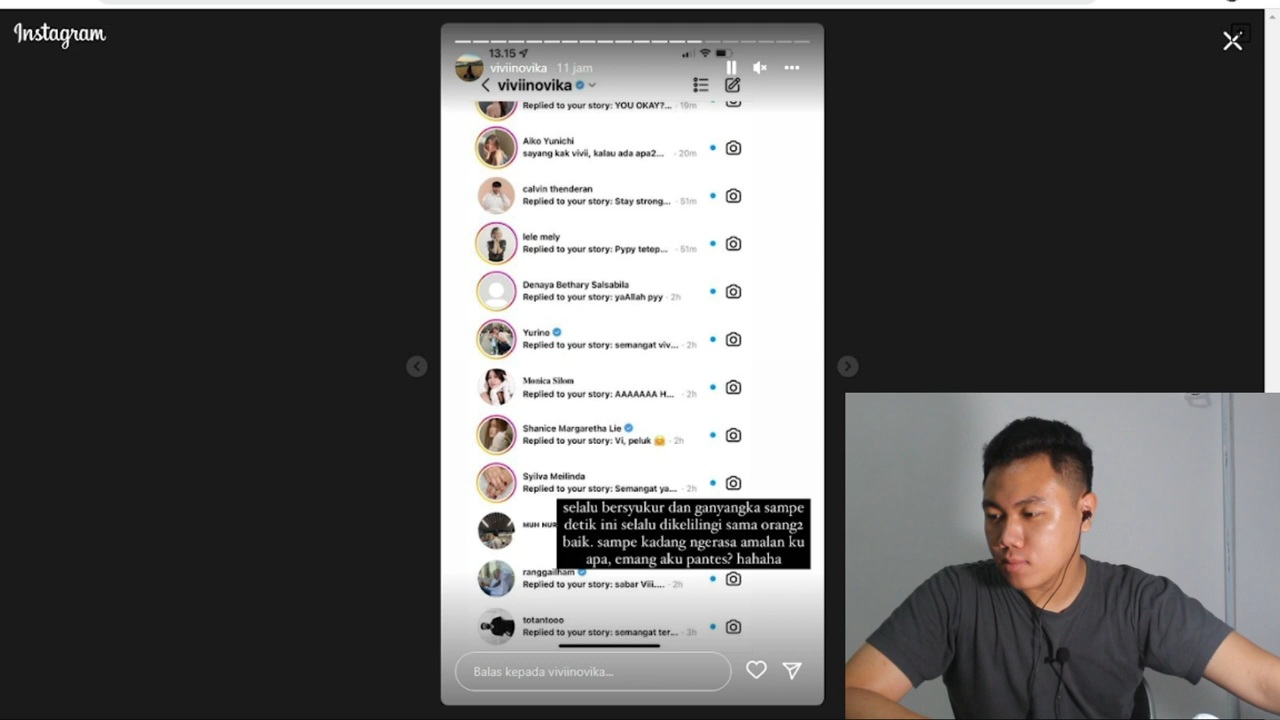 Instagram
13.15
viviinovika 11 jam
viviinovika
Replied to your story: YOU OKAY?... · 19m
Aiko Yunichi
sayang kak vivii, kalau ada apa2... · 20m
calvin thenderan
Replied to your story: Stay strong... · 51m
lele mely
Replied to your story: Pypy tetep... · 51m
Denaya Bethary Salsabila
Replied to your story: yaAllah pyy · 2h
Yurino
Replied to your story: semangat viv... · 2h
Monica Silom
Replied to your story: AAAAAAA H... · 2h
Shanice Margaretha Lie
Replied to your story: Vi, peluk · 2h
Syilva Meilinda
Replied to your story: Semangat ya... · 2h
MUH NUR
selalu bersyukur dan ganyangka sampe
detik ini selalu dikelilingi sama orang2
baik. sampe kadang ngerasa amalan ku
apa, emang aku pantes? hahaha
ranggailham
Replied to your story: sabar Viii.... · 2h
totantooo
Replied to your story: semangat ter... · 3h
Balas kepada viviinovika...